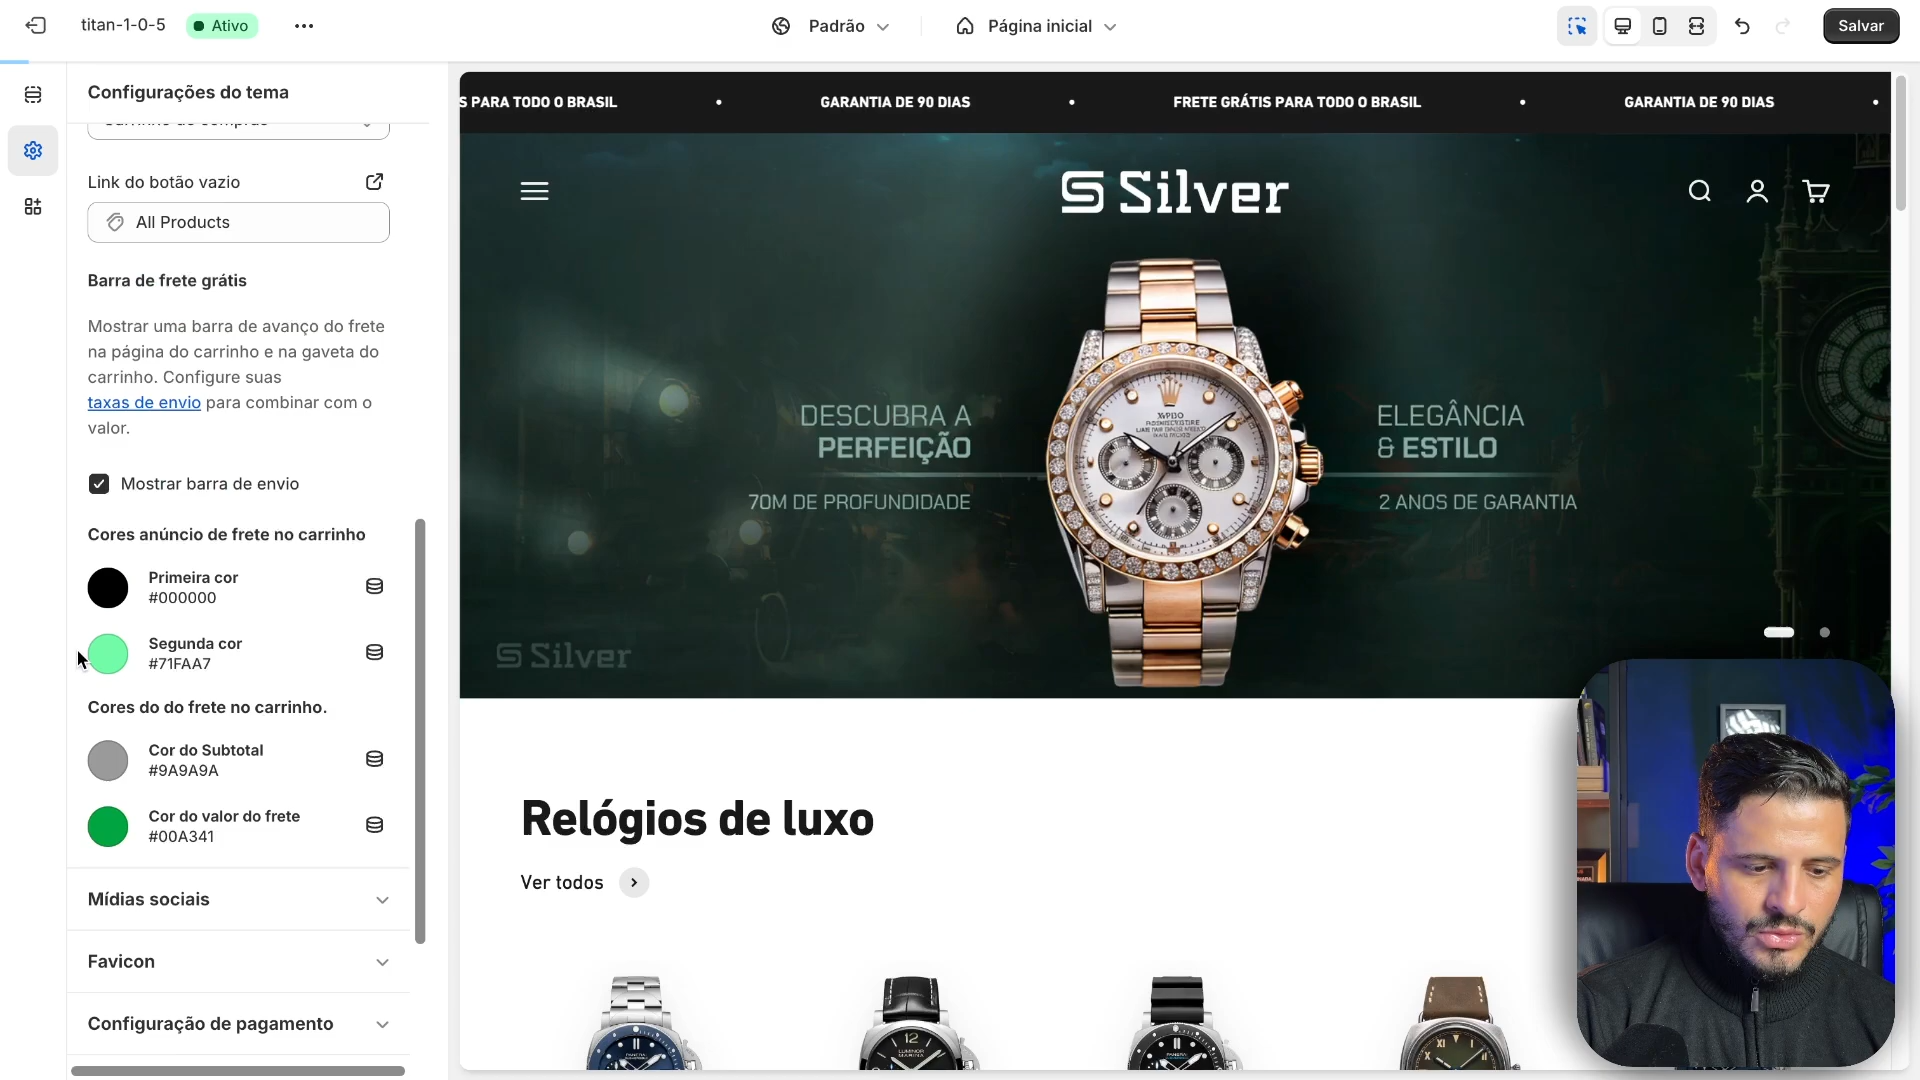 titan-1-0-5
Ativo
Padrão
Página inicial
Salvar
Configurações do tema
Link do botão vazio
All Products
Barra de frete grátis
Mostrar uma barra de avanço do frete
na página do carrinho e na gaveta do
carrinho. Configure suas
taxas de envio para combinar com o
valor.
Mostrar barra de envio
Cores anúncio de frete no carrinho
Primeira cor
#000000
Segunda cor
#71FAA7
Cores do do frete no carrinho.
Cor do Subtotal
#9A9A9A
Cor do valor do frete
#00A341
Mídias sociais
Favicon
Configuração de pagamento
S PARA TODO O BRASIL
GARANTIA DE 90 DIAS
FRETE GRÁTIS PARA TODO O BRASIL
GARANTIA DE 90 DIAS
Silver
DESCUBRA A
PERFEIÇÃO
70M DE PROFUNDIDADE
ELEGÂNCIA
& ESTILO
2 ANOS DE GARANTIA
Silver
Relógios de luxo
Ver todos